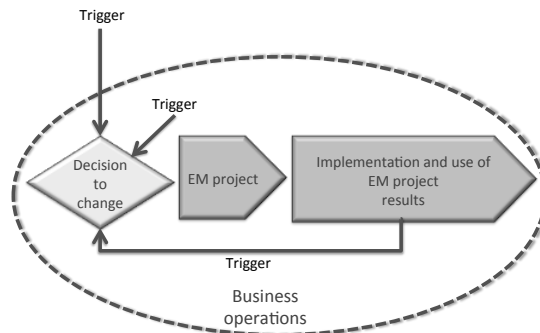 Trigger
Trigger
Decision
to
change
EM project
Implementation and use of
EM project
results
Trigger
Business
operations